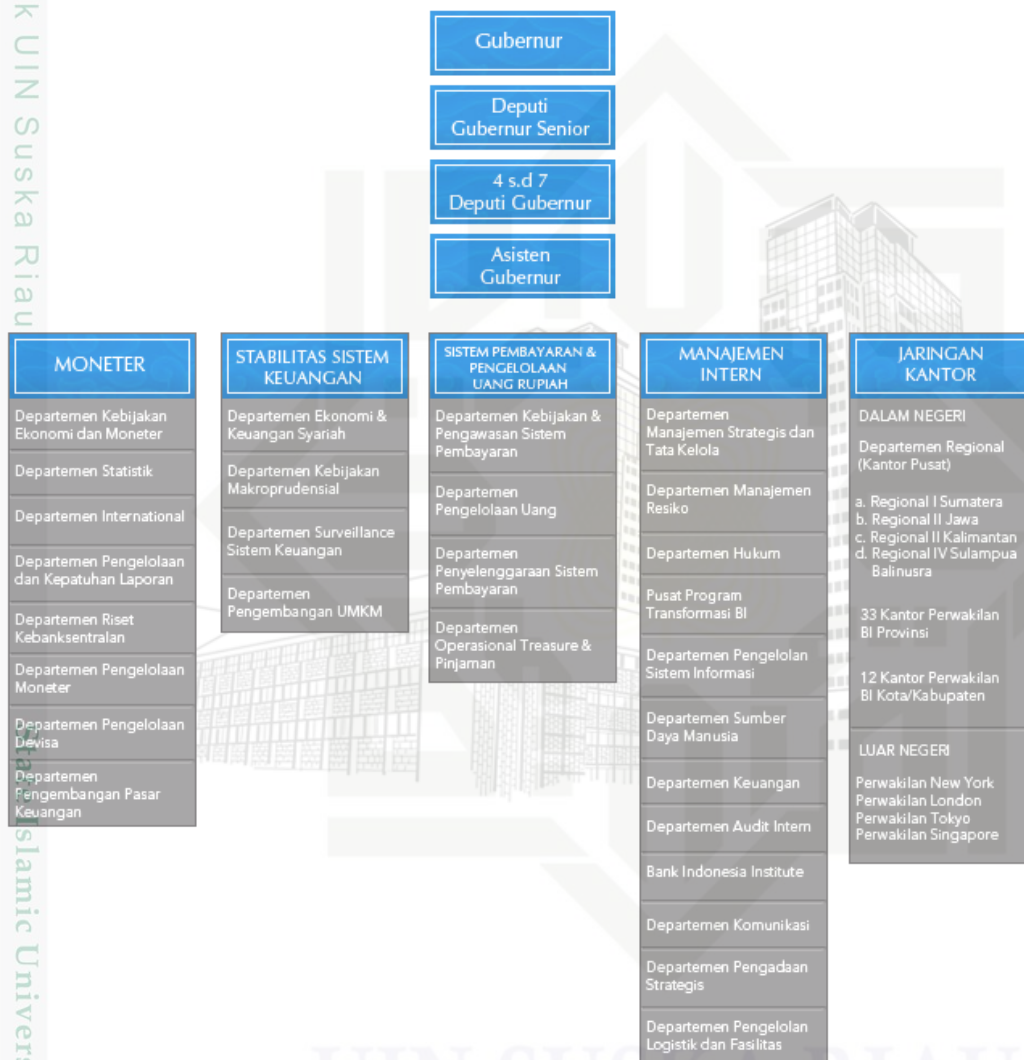 Gubernur
Deputi
Gubernur Senior
4 s.d 7
Deputi Gubernur
Asisten
Gubernur
MONETER
Departemen Kebijakan
Ekonomi dan Moneter
Departemen Statistik
Departemen International
Departemen Pengelolaan
dan Kepatuhan Laporan
Departemen Riset
Kebanksentralan
Departemen Pengelolaan
Moneter
Departemen Pengelolaan
Devisa
Departemen
Pengembangan Pasar
Keuangan
STABILITAS SISTEM
KEUANGAN
Departemen Ekonomi &
Keuangan Syariah
Departemen Kebijakan
Makroprudensial
Departemen Surveillance
Sistem Keuangan
Departemen
Pengembangan UMKM
SISTEM PEMBAYARAN &
PENGELOLAAN
UANG RUPIAH
Departemen Kebijakan &
Pengawasan Sistem
Pembayaran
Departemen
Pengelolaan Uang
Departemen
Penyelenggaraan Sistem
Pembayaran
Departemen
Operasional Treasure &
Pinjaman
MANAJEMEN
INTERN
Departemen
Manajemen Strategis dan
Tata Kelola
Departemen Manajemen
Resiko
Departemen Hukum
Pusat Program
Transformasi BI
Departemen Pengelolan
Sistem Informasi
Departemen Sumber
Daya Manusia
Departemen Keuangan
Departemen Audit Intern
Bank Indonesia Institute
Departemen Komunikasi
Departemen Pengadaan
Strategis
Departemen Pengelolan
Logistik dan Fasilitas
JARINGAN
KANTOR
DALAM NEGERI
Departemen Regional
(Kantor Pusat)
a. Regional I Sumatera
b. Regional II Jawa
c. Regional II Kalimantan
d. Regional IV Sulampua
Balinusra
33 Kantor Perwakilan
BI Provinsi
12 Kantor Perwakilan
BI Kota/Kabupaten
LUAR NEGERI
Perwakilan New York
Perwakilan London
Perwakilan Tokyo
Perwakilan Singapore
k UIN Suska Riau
State Islamic Univers